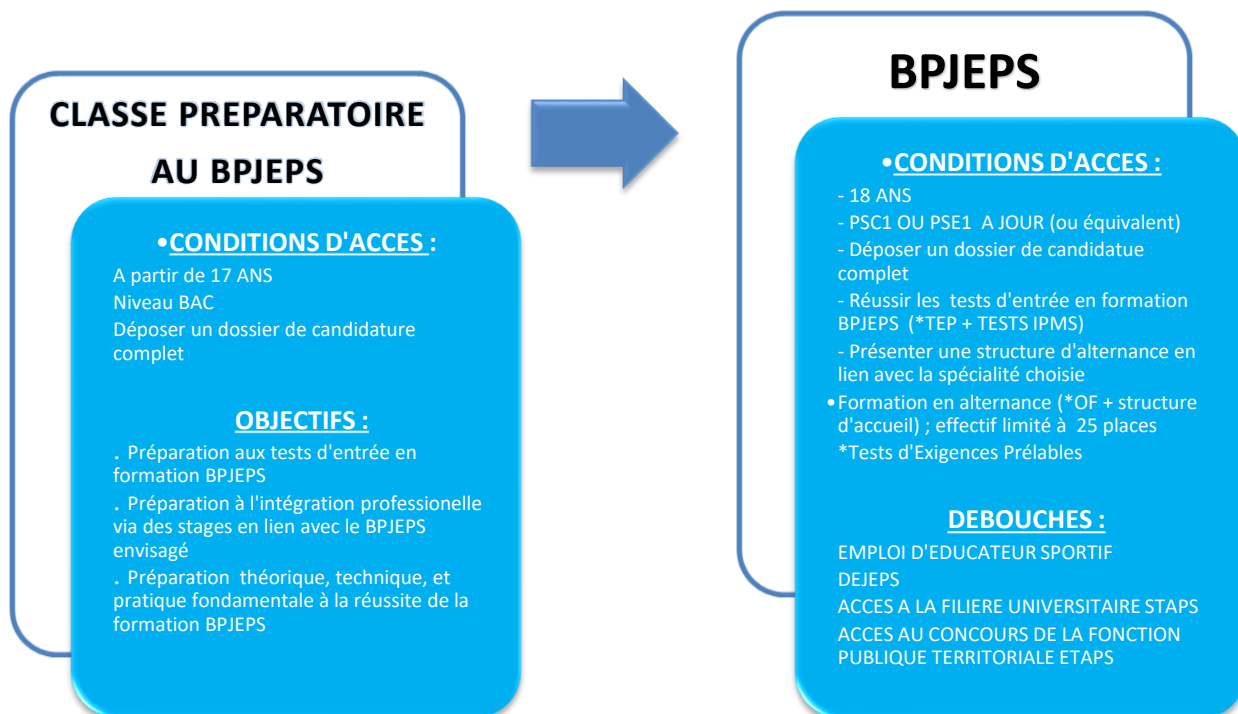 CLASSE PREPARATOIRE
AU BPJEPS
•CONDITIONS D'ACCES :
A partir de 17 ANS
Niveau BAC
Déposer un dossier de candidature
complet
OBJECTIFS :
. Préparation aux tests d'entrée en
formation BPJEPS
. Préparation à l'intégration professionelle
via des stages en lien avec le BPJEPS
envisagé
. Préparation théorique, technique, et
pratique fondamentale à la réussite de la
formation BPJEPS
BPJEPS
•CONDITIONS D'ACCES :
- 18 ANS
- PSC1 OU PSE1 A JOUR (ou équivalent)
- Déposer un dossier de candidatue
complet
- Réussir les tests d'entrée en formation
BPJEPS (*TEP + TESTS IPMS)
- Présenter une structure d'alternance en
lien avec la spécialité choisie
•Formation en alternance (*OF + structure
d'accueil) ; effectif limité à 25 places
*Tests d'Exigences Prélables
DEBOUCHES :
EMPLOI D'EDUCATEUR SPORTIF
DEJEPS
ACCES A LA FILIERE UNIVERSITAIRE STAPS
ACCES AU CONCOURS DE LA FONCTION
PUBLIQUE TERRITORIALE ETAPS